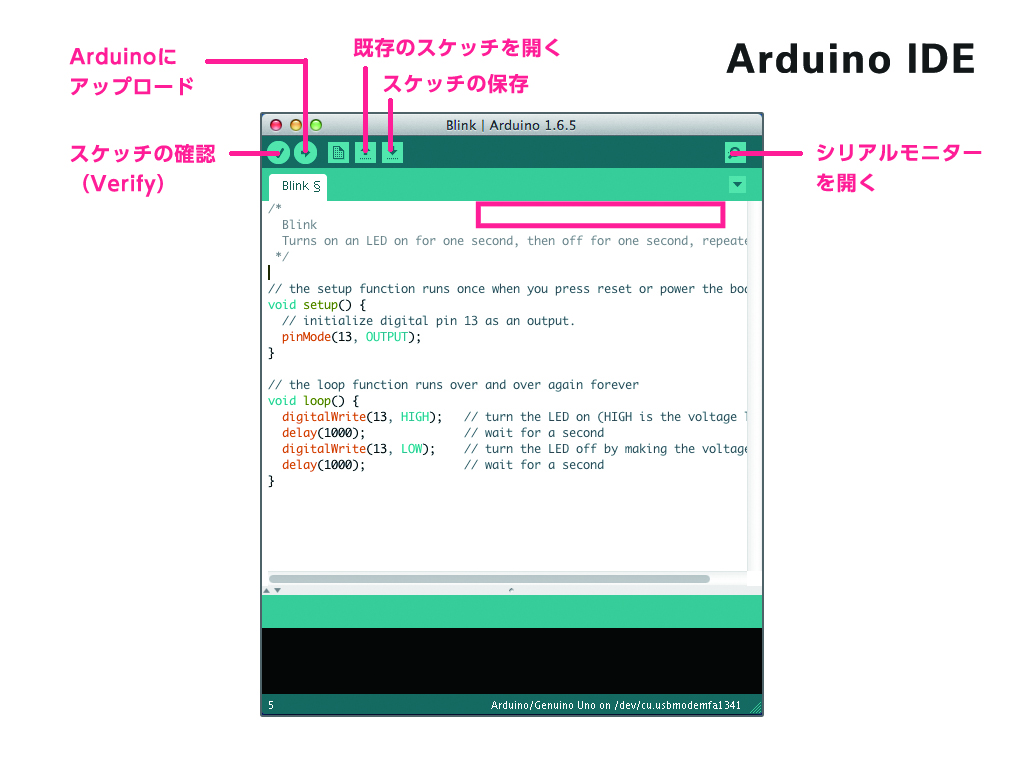 Arduino IDE
Arduinoに
アップロード
既存のスケッチを開く
スケッチの保存
スケッチの確認
（Verify）
シリアルモニター
を開く
Blink | Arduino 1.6.5
Blink §
/*
Blink
Turns on an LED on for one second, then off for one second, repeate
*/
// the setup function runs once when you press reset or power the boa
void setup() {
// initialize digital pin 13 as an output.
pinMode(13, OUTPUT);
}
// the loop function runs over and over again forever
void loop() {
digitalWrite(13, HIGH);   // turn the LED on (HIGH is the voltage l
delay(1000);              // wait for a second
digitalWrite(13, LOW);    // turn the LED off by making the voltage
delay(1000);              // wait for a second
}
5
Arduino/Genuino Uno on /dev/cu.usbmodemfa1341